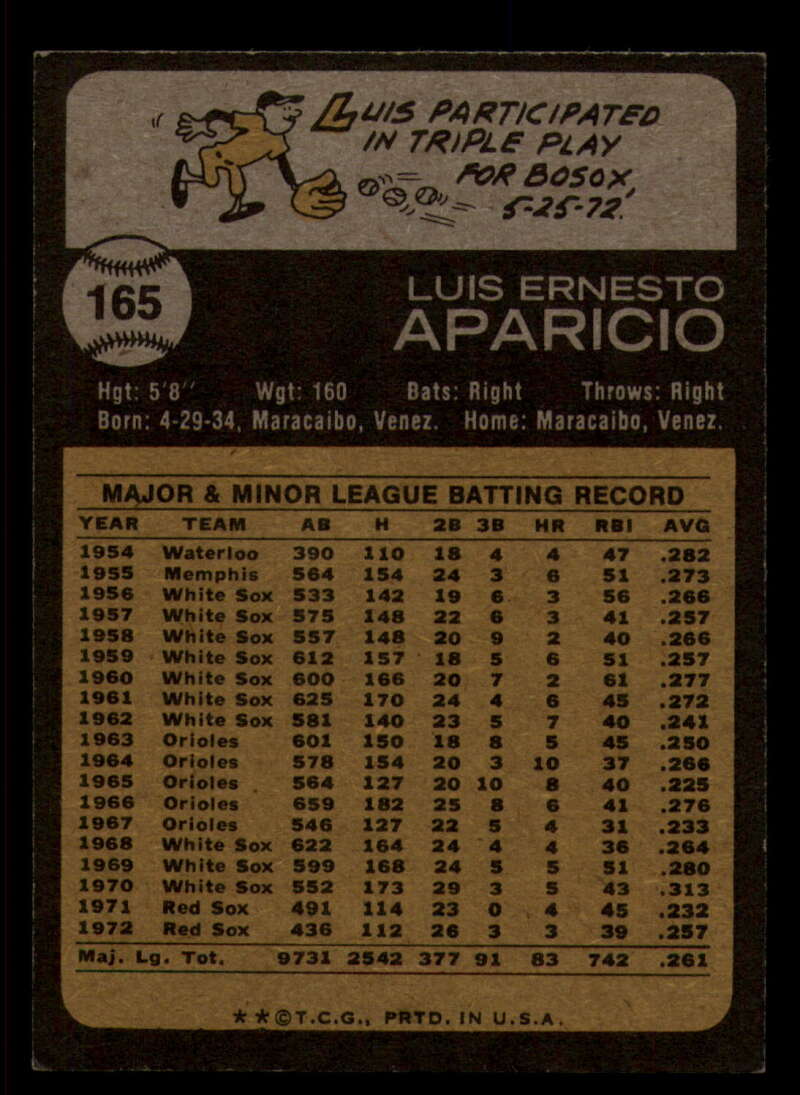 LUIS PARTICIPATED
IN TRIPLE PLAY
FOR BOSOX,
5-25-72.
165
LUIS ERNESTO
APARICIO
Hgt: 5'8" Wgt: 160 Bats: Right Throws: Right
Born: 4-29-34, Maracaibo, Venez. Home: Maracaibo, Venez.
MAJOR & MINOR LEAGUE BATTING RECORD
YEAR TEAM AB H 2B 3B HR RBI AVG
1954 Waterloo 390 110 18 4 4 47 .282
1955 Memphis 564 154 24 3 6 51 .273
1956 White Sox 533 142 19 6 3 56 .266
1957 White Sox 575 148 22 6 3 41 .257
1958 White Sox 557 148 20 9 2 40 .266
1959 White Sox 612 157 18 5 6 51 .257
1960 White Sox 600 166 20 7 2 61 .277
1961 White Sox 625 170 24 4 6 45 .272
1962 White Sox 581 140 23 5 7 40 .241
1963 Orioles 601 150 18 8 5 45 .250
1964 Orioles 578 154 20 3 10 37 .266
1965 Orioles 564 127 20 10 8 40 .225
1966 Orioles 659 182 25 8 6 41 .276
1967 Orioles 546 127 22 5 4 31 .233
1968 White Sox 622 164 24 4 4 36 .264
1969 White Sox 599 168 24 5 5 51 .280
1970 White Sox 552 173 29 3 5 43 .313
1971 Red Sox 491 114 23 0 4 45 .232
1972 Red Sox 436 112 26 3 3 39 .257
Maj. Lg. Tot. 9731 2542 377 91 83 742 .261
★★©T.C.G., PRTD. IN U.S.A.